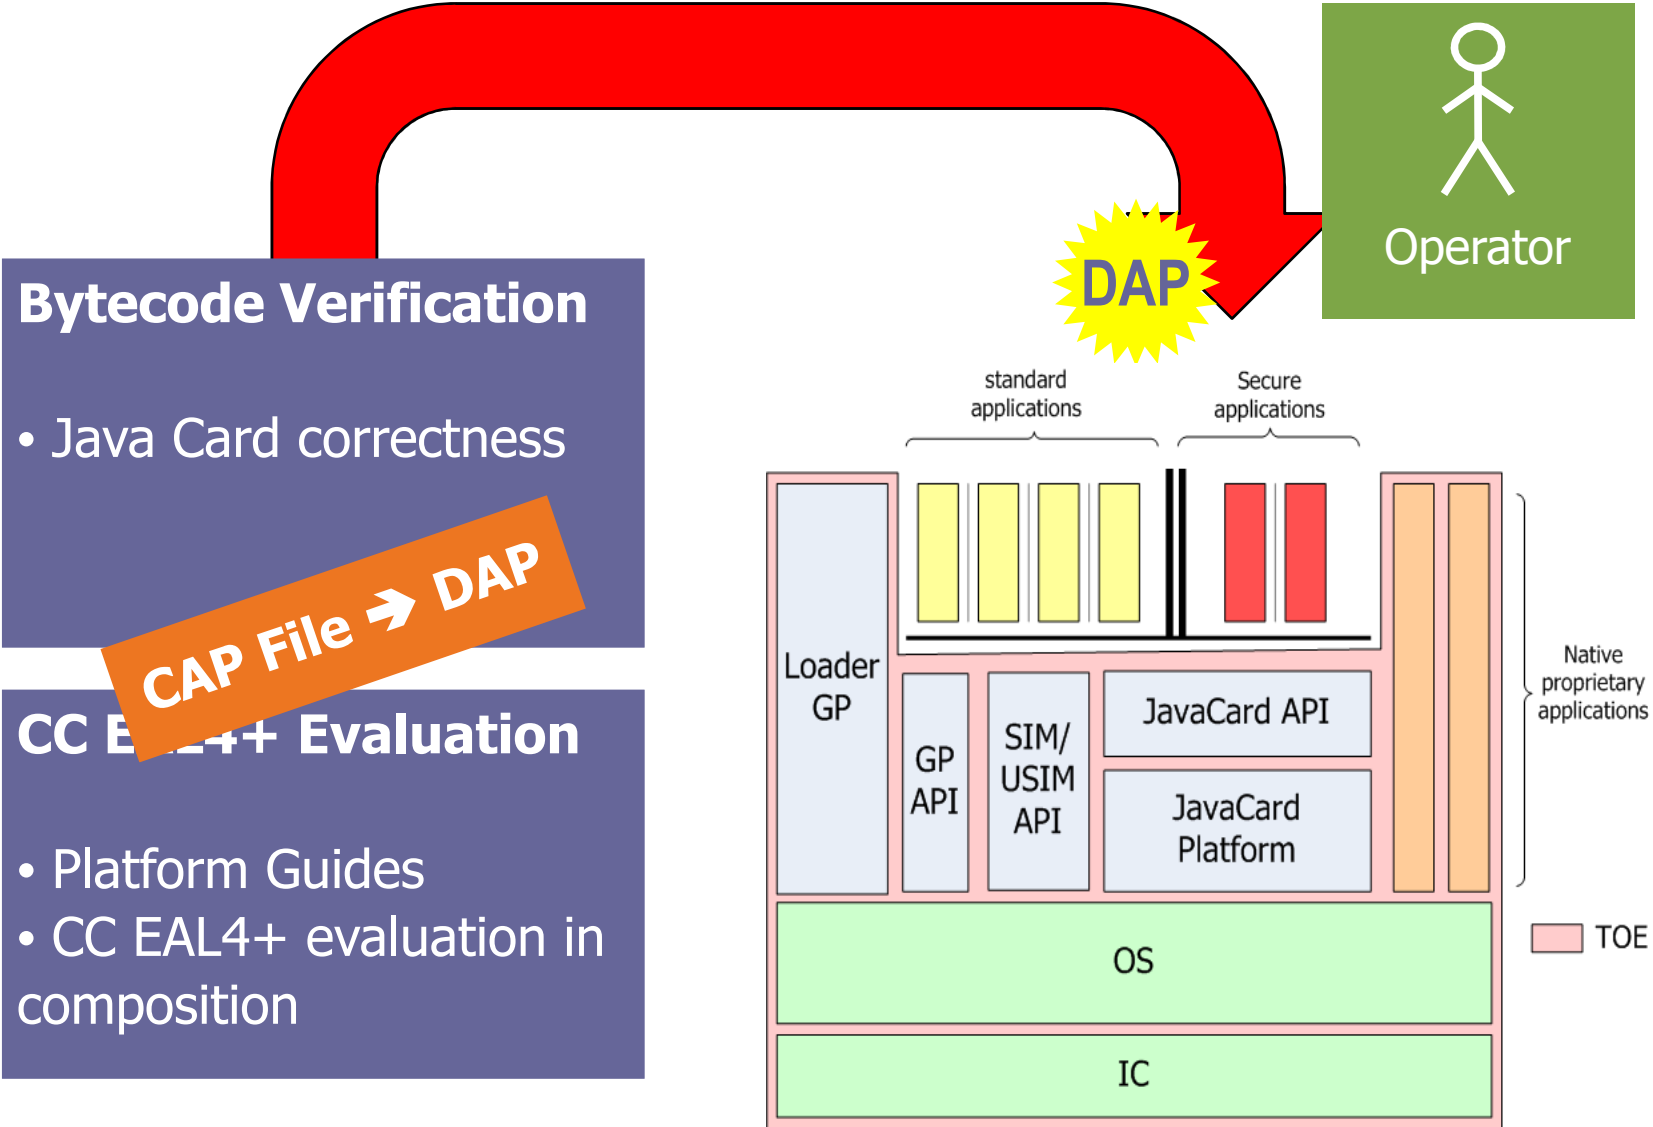 Operator
DAP
Bytecode Verification
• Java Card correctness
CAP File ➔ DAP
CC EAL4+ Evaluation
• Platform Guides
• CC EAL4+ evaluation in
composition
standard
applications
Secure
applications
Loader
GP
GP
API
SIM/
USIM
API
JavaCard API
JavaCard
Platform
Native
proprietary
applications
OS
TOE
IC